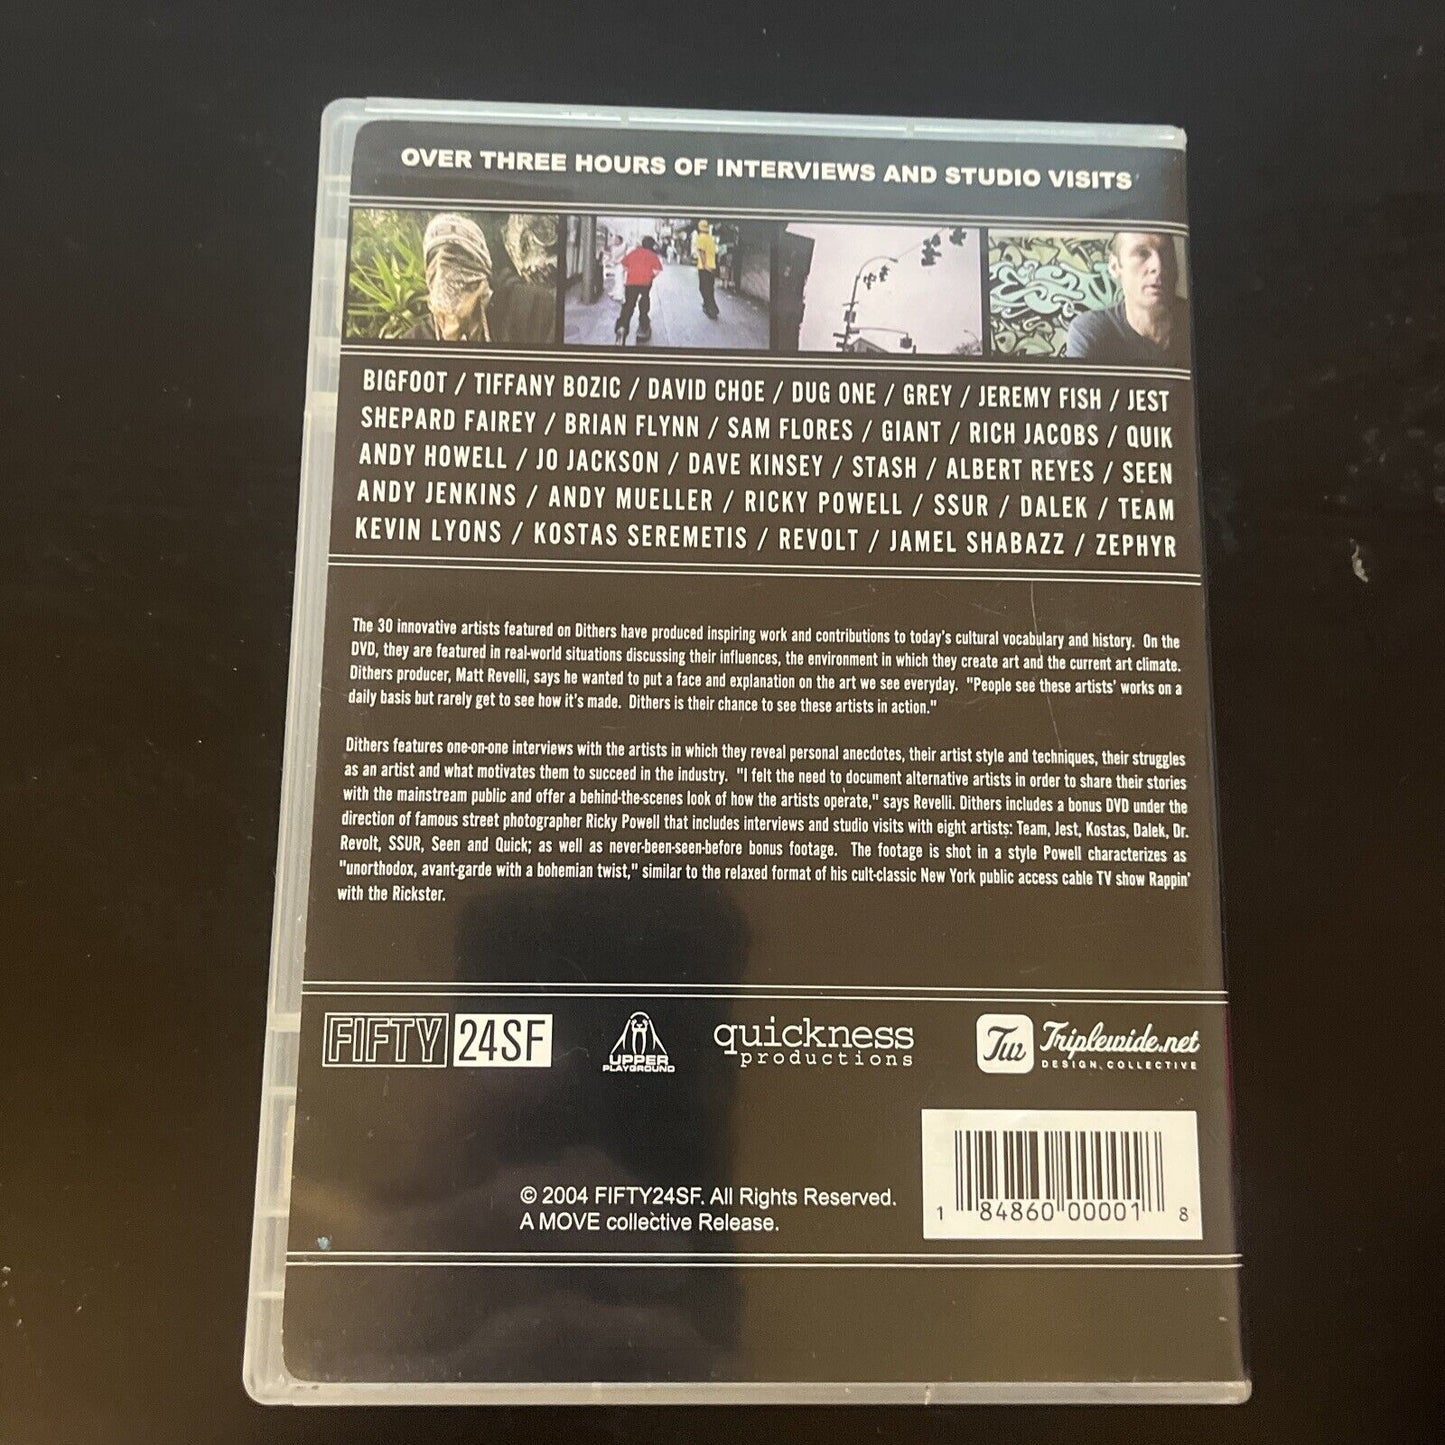 OVER THREE HOURS OF INTERVIEWS AND STUDIO VISITS
BIGFOOT / TIFFANY BOZIC / DAVID CHOE / DUG ONE / GREY / JEREMY FISH / JEST
SHEPARD FAIREY / BRIAN FLYNN / SAM FLORES / GIANT / RICH JACOBS / QUIK
ANDY HOWELL / JO JACKSON / DAVE KINSEY / STASH / ALBERT REYES / SEEN
ANDY JENKINS / ANDY MUELLER / RICKY POWELL / SSUR / DALEK / TEAM
KEVIN LYONS / KOSTAS SEREMETIS / REVOLT / JAMEL SHABAZZ / ZEPHYR
The 30 innovative artists featured on Dithers have produced inspiring work and contributions to today's cultural vocabulary and history. On the
DVD, they are featured in real-world situations discussing their influences, the environment in which they create art and the current art climate.
Dithers producer, Matt Revelli, says he wanted to put a face and explanation on the art we see everyday. "People see these artists' works on a
daily basis but rarely get to see how it's made. Dithers is their chance to see these artists in action."
Dithers features one-on-one interviews with the artists in which they reveal personal anecdotes, their artist style and techniques, their struggles
as an artist and what motivates them to succeed in the industry. "I felt the need to document alternative artists in order to share their stories
with the mainstream public and offer a behind-the-scenes look of how the artists operate," says Revelli. Dithers includes a bonus DVD under the
direction of famous street photographer Ricky Powell that includes interviews and studio visits with eight artists: Team, Jest, Kostas, Dalek, Dr.
Revolt, SSUR, Seen and Quick; as well as never-been-seen-before bonus footage. The footage is shot in a style Powell characterizes as
"unorthodox, avant-garde with a bohemian twist," similar to the relaxed format of his cult-classic New York public access cable TV show Rappin'
with the Rickster.
FIFTY 24SF
UPPER
PLAYGROUND
quickness
productions
Tw Triplewide.net
DESIGN.COLLECTIVE
© 2004 FIFTY24SF. All Rights Reserved.
A MOVE collective Release.
1 84860 00001 8